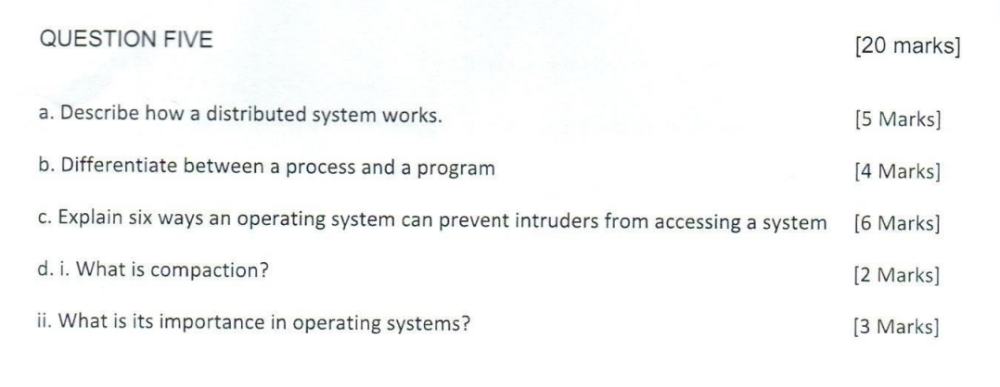 QUESTION FIVE [20 marks]
a. Describe how a distributed system works. [5 Marks]
b. Differentiate between a process and a program [4 Marks]
c. Explain six ways an operating system can prevent intruders from accessing a system [6 Marks]
d. i. What is compaction? [2 Marks]
ii. What is its importance in operating systems? [3 Marks]